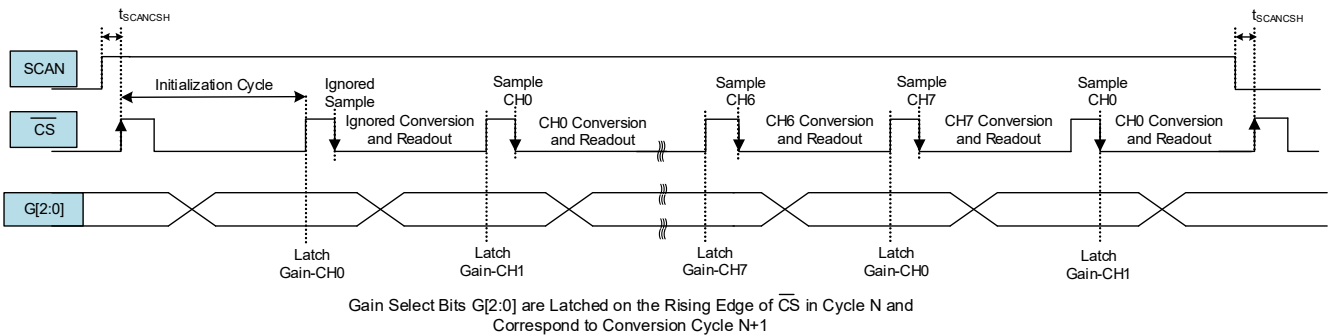 tSCANCSH
tSCANCSH
SCAN
Initialization Cycle
Ignored
Sample
Sample
CH0
Sample
CH6
Sample
CH7
Sample
CH0
CS
Ignored Conversion
and Readout
CH0 Conversion
and Readout
CH6 Conversion
and Readout
CH7 Conversion
and Readout
CH0 Conversion
and Readout
G[2:0]
Latch
Gain-CH0
Latch
Gain-CH1
Latch
Gain-CH7
Latch
Gain-CH0
Latch
Gain-CH1
Gain Select Bits G[2:0] are Latched on the Rising Edge of CS in Cycle N and
Correspond to Conversion Cycle N+1